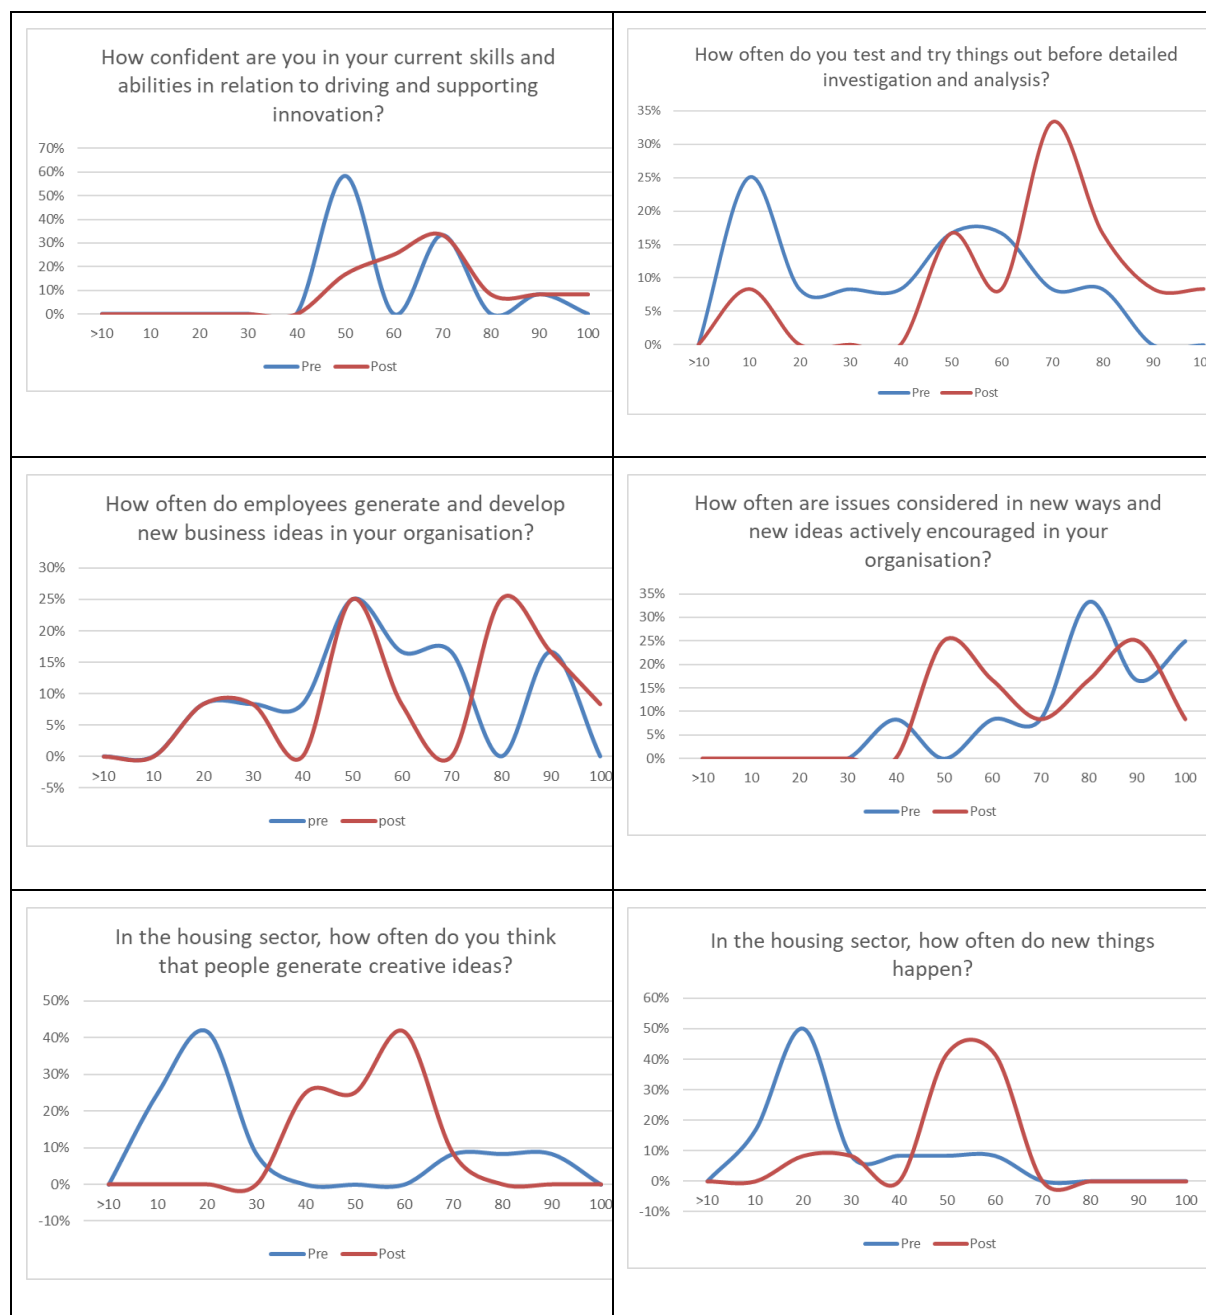 How confident are you in your current skills and
abilities in relation to driving and supporting
innovation?
70%
60%
50%
40%
30%
20%
10%
0%
>10 10 20 30 40 50 60 70 80 90 100
Pre Post
How often do you test and try things out before detailed
investigation and analysis?
35%
30%
25%
20%
15%
10%
5%
0%
>10 10 20 30 40 50 60 70 80 90 10
Pre Post
How often do employees generate and develop
new business ideas in your organisation?
30%
25%
20%
15%
10%
5%
0%
-5%
>10 10 20 30 40 50 60 70 80 90 100
pre post
How often are issues considered in new ways and
new ideas actively encouraged in your
organisation?
35%
30%
25%
20%
15%
10%
5%
0%
>10 10 20 30 40 50 60 70 80 90 100
Pre Post
In the housing sector, how often do you think
that people generate creative ideas?
50%
40%
30%
20%
10%
0%
-10%
>10 10 20 30 40 50 60 70 80 90 100
Pre Post
In the housing sector, how often do new things
happen?
60%
50%
40%
30%
20%
10%
0%
-10%
>10 10 20 30 40 50 60 70 80 90 100
Pre Post